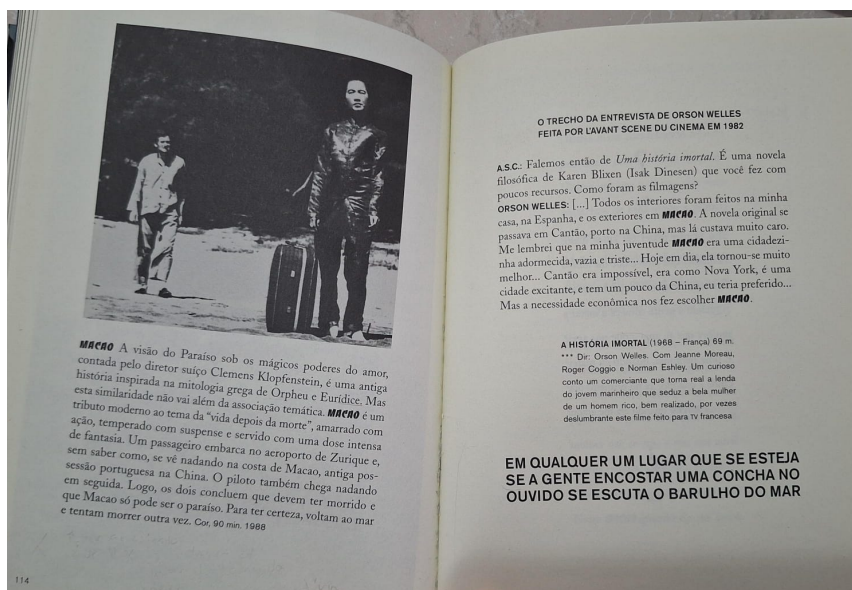 MACAO A visão do Paraíso sob os mágicos poderes do amor,
contada pelo diretor suíço Clemens Klopfenstein, é uma antiga
história inspirada na mitologia grega de Orpheu e Eurídice. Mas
esta similaridade não vai além da associação temática. MACAO é um
tributo moderno ao tema da “vida depois da morte”, amarrado com
ação, temperado com suspense e servido com uma dose intensa
de fantasia. Um passageiro embarca no aeroporto de Zurique e,
sem saber como, se vê nadando na costa de Macao, antiga pos-
sessão portuguesa na China. O piloto também chega nadando
em seguida. Logo, os dois concluem que devem ter morrido e
que Macao só pode ser o paraíso. Para ter certeza, voltam ao mar
e tentam morrer outra vez. Cor, 90 min. 1988
114
O TRECHO DA ENTREVISTA DE ORSON WELLES
FEITA POR L'AVANT SCENE DU CINEMA EM 1982
A.S.C.: Falemos então de Uma história imortal. É uma novela
filosófica de Karen Blixen (Isak Dinesen) que você fez com
poucos recursos. Como foram as filmagens?
ORSON WELLES: [...] Todos os interiores foram feitos na minha
casa, na Espanha, e os exteriores em MACAO. A novela original se
passava em Cantão, porto na China, mas lá custava muito caro.
Me lembrei que na minha juventude MACAO era uma cidadezi-
nha adormecida, vazia e triste... Hoje em dia, ela tornou-se muito
melhor... Cantão era impossível, era como Nova York, é uma
cidade excitante, e tem um pouco da China, eu teria preferido...
Mas a necessidade econômica nos fez escolher MACAO.
A HISTÓRIA IMORTAL (1968 – França) 69 m.
*** Dir: Orson Welles. Com Jeanne Moreau,
Roger Coggio e Norman Eshley. Um curioso
conto um comerciante que torna real a lenda
do jovem marinheiro que seduz a bela mulher
de um homem rico, bem realizado, por vezes
deslumbrante este filme feito para TV francesa
EM QUALQUER UM LUGAR QUE SE ESTEJA
SE A GENTE ENCOSTAR UMA CONCHA NO
OUVIDO SE ESCUTA O BARULHO DO MAR